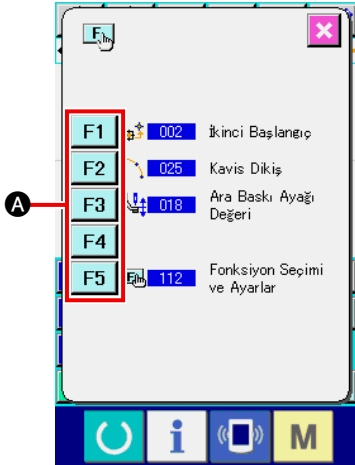 F
F1 002 İkinci Başlangıç
F2 025 Kavis Dikiş
F3 018 Ara Baskı Ayağı
Değeri
A
F4
F5 112 Fonksiyon Seçimi
ve Ayarlar
i M